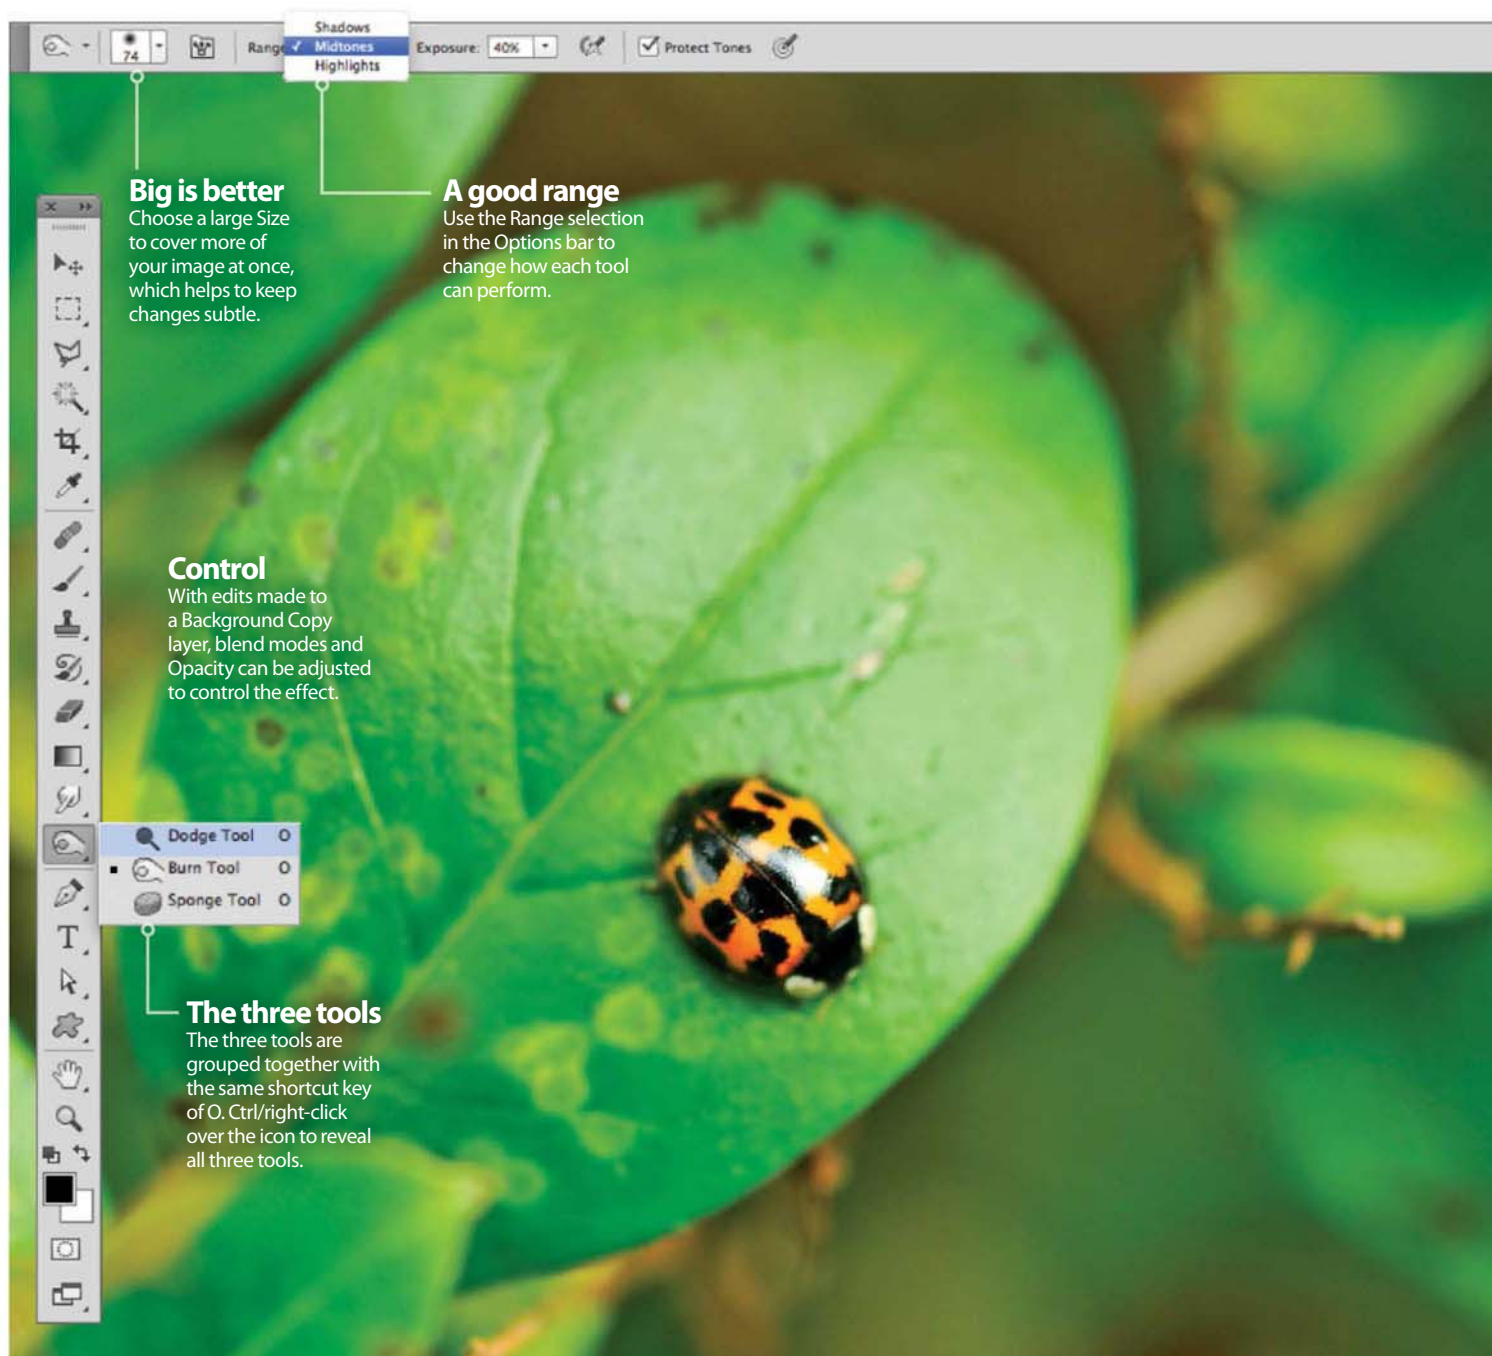 Shadows
74
Range
✓ Midtones
Exposure: 40%
Protect Tones
Highlights
Big is better
Choose a large Size
to cover more of
your image at once,
which helps to keep
changes subtle.
A good range
Use the Range selection
in the Options bar to
change how each tool
can perform.
Control
With edits made to
a Background Copy
layer, blend modes and
Opacity can be adjusted
to control the effect.
Dodge Tool O
Burn Tool O
Sponge Tool O
T
The three tools
The three tools are
grouped together with
the same shortcut key
of O. Ctrl/right-click
over the icon to reveal
all three tools.